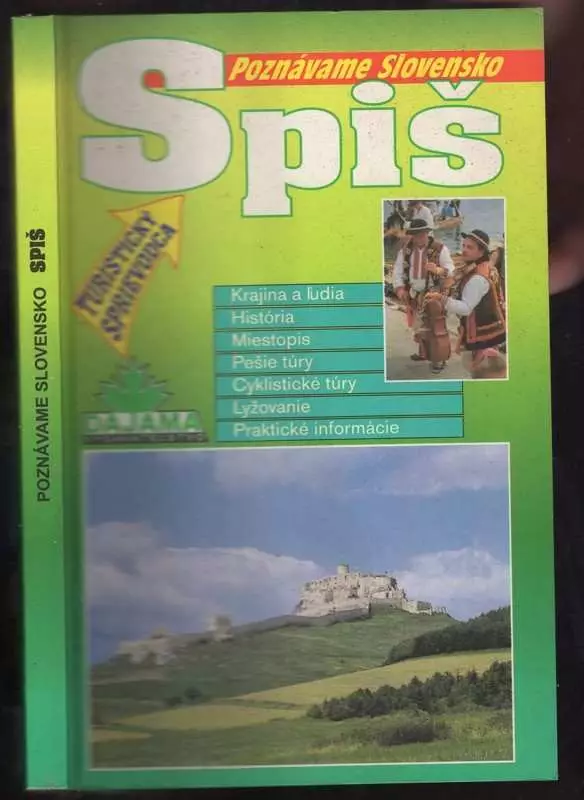 POZNÁVAME SLOVENSKO SPIŠ
Poznávame Slovensko
Spiš
TURISTICKÝ
SPRIEVODCA
Krajina a ľudia
História
Miestopis
Pešie túry
Cyklistické túry
Lyžovanie
Praktické informácie
DAJAMA